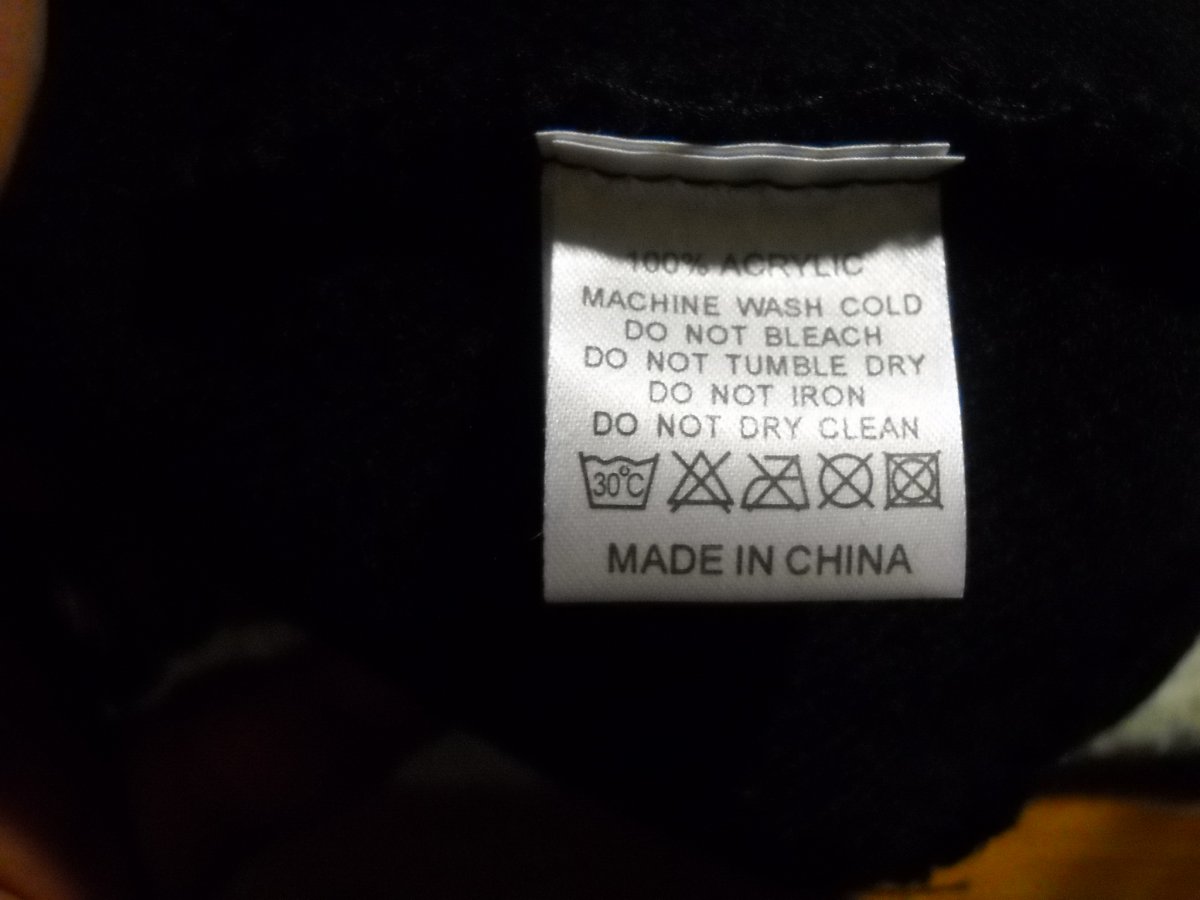 100% ACRYLIC
MACHINE WASH COLD
DO NOT BLEACH
DO NOT TUMBLE DRY
DO NOT IRON
DO NOT DRY CLEAN
30°C
MADE IN CHINA